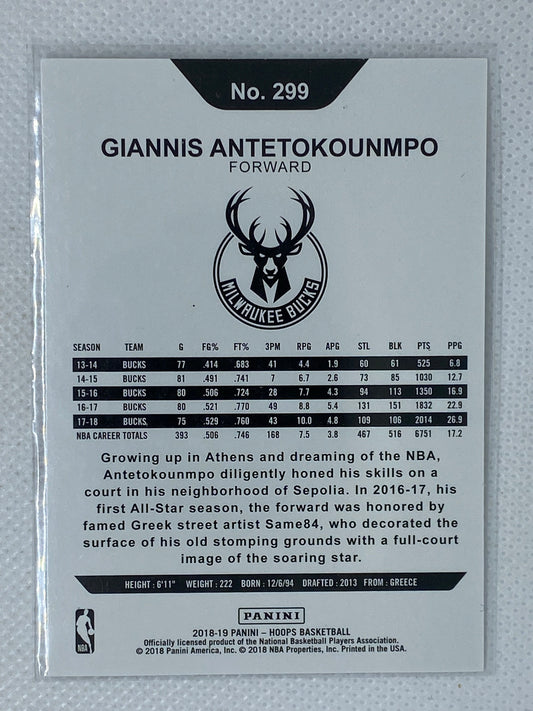 No. 299
GIANNIS ANTETOKOUNMPO
FORWARD
MILWAUKEE BUCKS
SEASON TEAM G FG% FT% 3PM RPG APG STL BLK PTS PPG
13-14 BUCKS 77 .414 .683 41 4.4 1.9 60 61 525 6.8
14-15 BUCKS 81 .491 .741 7 6.7 2.6 73 85 1030 12.7
15-16 BUCKS 80 .506 .724 28 7.7 4.3 94 113 1350 16.9
16-17 BUCKS 80 .521 .770 49 8.8 5.4 131 151 1832 22.9
17-18 BUCKS 75 .529 .760 43 10.0 4.8 109 106 2014 26.9
NBA CAREER TOTALS 393 .506 .746 168 7.5 3.8 467 516 6751 17.2
Growing up in Athens and dreaming of the NBA,
Antetokounmpo diligently honed his skills on a
court in his neighborhood of Sepolia. In 2016-17, his
first All-Star season, the forward was honored by
famed Greek street artist Same84, who decorated the
surface of his old stomping grounds with a full-court
image of the soaring star.
HEIGHT : 6'11" WEIGHT : 222 BORN : 12/6/94 DRAFTED : 2013 FROM : GREECE
PANINI
NBA
2018-19 PANINI – HOOPS BASKETBALL
Officially licensed product of the National Basketball Players Association.
© 2018 Panini America, Inc. © 2018 NBA Properties, Inc. Printed in the USA.